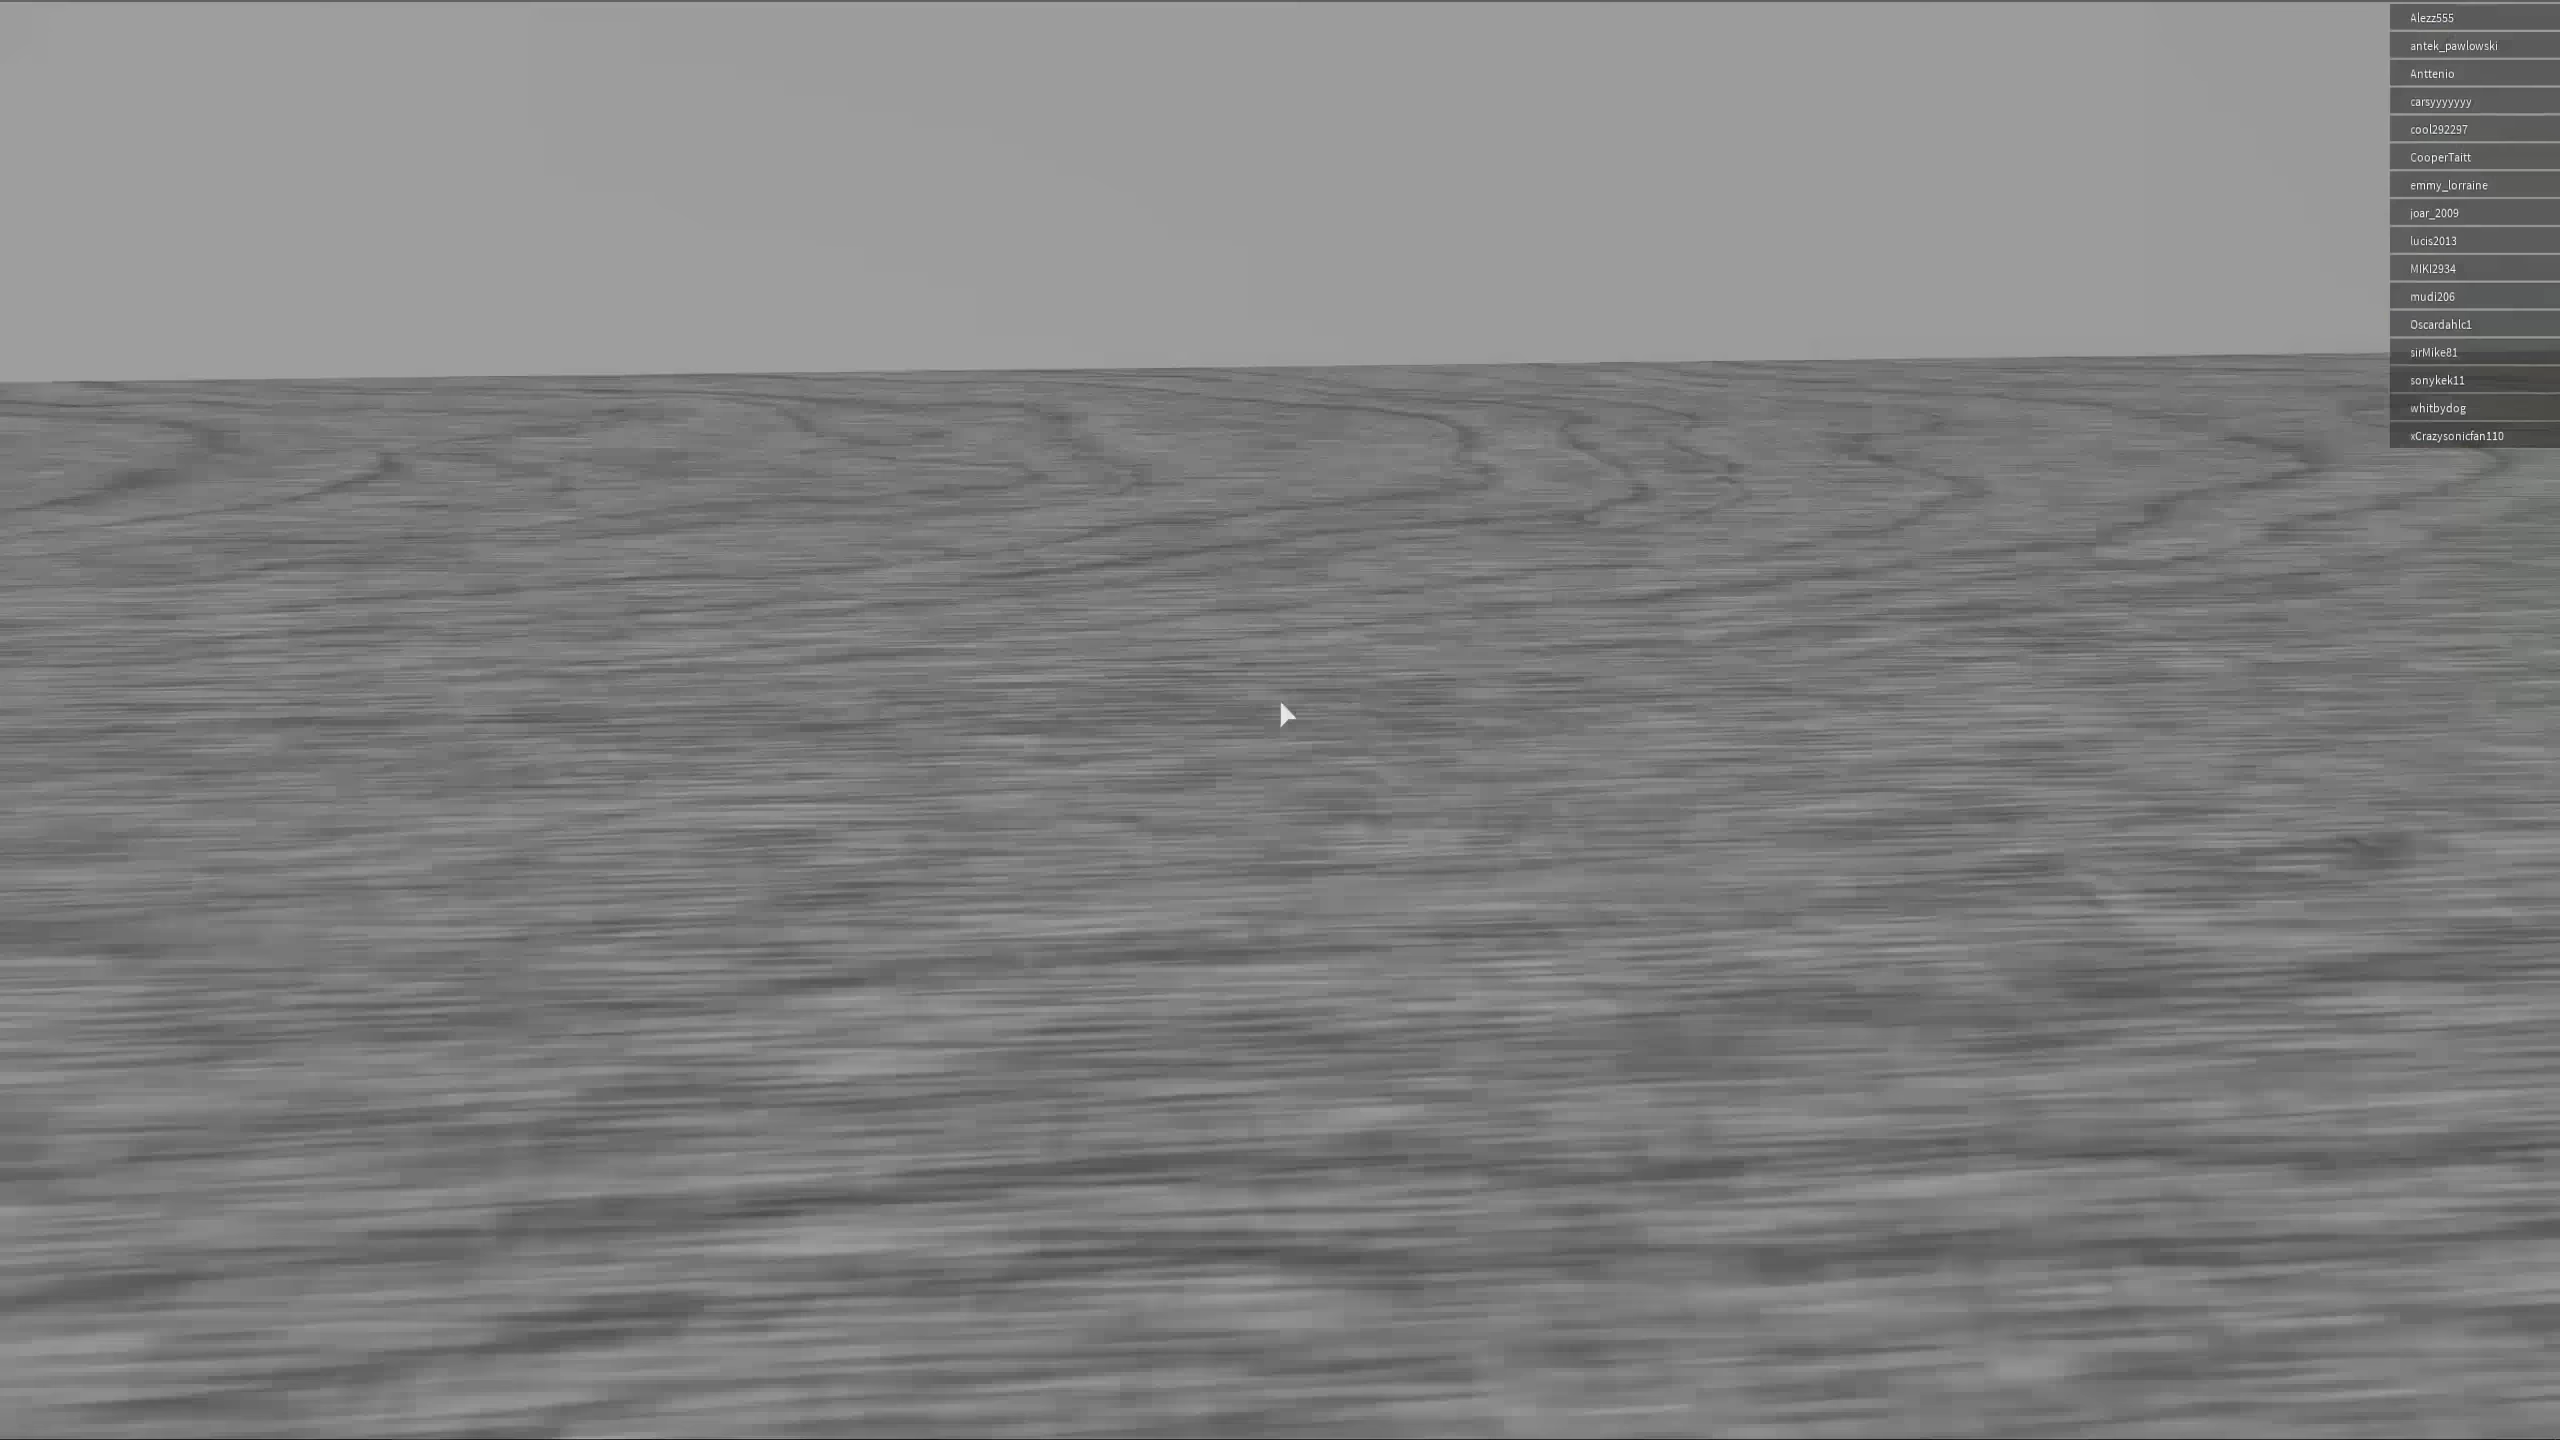 Alezz555
antek_pawlowski
Anttenio
carsyyyyyyy
cool292297
CooperTaitt
emmy_lorraine
joar_2009
lucis2013
MIKI2934
mudi206
Oscardahlc1
sirMike81
sonykek11
whitbydog
xCrazysonicfan110